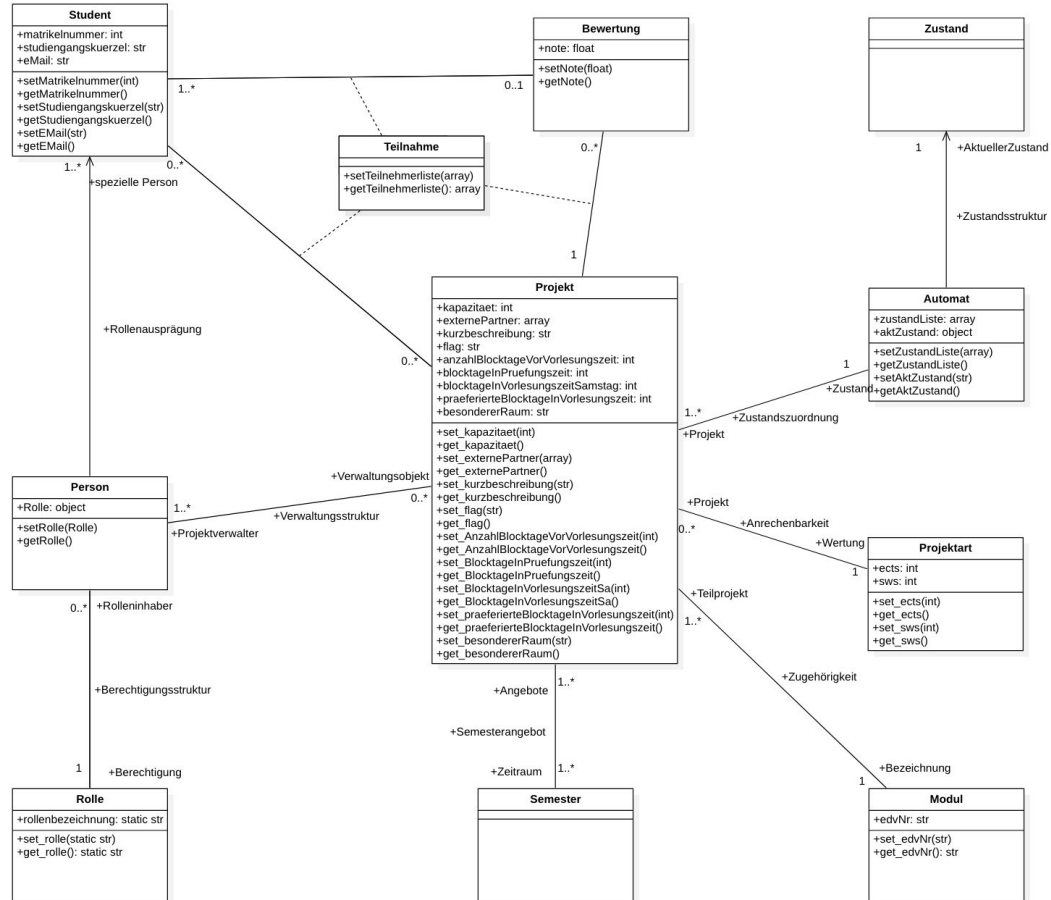 Student
+matrikelnummer: int
+studiengangskuerzel: str
+eMail: str
+setMatrikelnummer(int)
+getMatrikelnummer()
+setStudiengangskuerzel(str)
+getStudiengangskuerzel()
+setEMail(str)
+getEMail()
1..*
0..1
Bewertung
+note: float
+setNote(float)
+getNote()
Zustand
Teilnahme
+setTeilnehmerliste(array)
+getTeilnehmerliste(): array
1..*
+spezielle Person
0..*
0..*
1
1
+AktuellerZustand
+Zustandsstruktur
+Rollenausprägung
0..*
Projekt
+kapazitaet: int
+externePartner: array
+kurzbeschreibung: str
+flag: str
+anzahlBlocktageVorVorlesungszeit: int
+blocktageInPruefungszeit: int
+blocktageInVorlesungszeitSamstag: int
+praeferierteBlocktageInVorlesungszeit: int
+besondererRaum: str
+set_kapazitaet(int)
+get_kapazitaet()
+set_externePartner(array)
+get_externePartner()
+set_kurzbeschreibung(str)
+get_kurzbeschreibung()
+set_flag(str)
+get_flag()
+set_AnzahlBlocktageVorVorlesungszeit(int)
+get_AnzahlBlocktageVorVorlesungszeit()
+set_BlocktageInPruefungszeit(int)
+get_BlocktageInPruefungszeit()
+set_BlocktageInVorlesungszeitSa(int)
+get_BlocktageInVorlesungszeitSa()
+set_praeferierteBlocktageInVorlesungszeit(int)
+get_praeferierteBlocktageInVorlesungszeit()
+set_besondererRaum(str)
+get_besondererRaum()
Automat
+zustandListe: array
+aktZustand: object
+setZustandListe(array)
+getZustandListe()
+setAktZustand(str)
+getAktZustand()
1
+Zustand
1..*
+Zustandszuordnung
+Projekt
Person
+Rolle: object
+setRolle(Rolle)
+getRolle()
+Verwaltungsobjekt
0..*
1..*
+Verwaltungsstruktur
+Projektverwalter
+Projekt
0..*
+Anrechenbarkeit
+Wertung
1
Projektart
+ects: int
+sws: int
+set_ects(int)
+get_ects()
+set_sws(int)
+get_sws()
0..*
+Rolleninhaber
+Berechtigungsstruktur
1
+Berechtigung
+Teilprojekt
1..*
+Zugehörigkeit
+Bezeichnung
1
+Angebote
1..*
+Semesterangebot
+Zeitraum
1..*
Rolle
+rollenbezeichnung: static str
+set_rolle(static str)
+get_rolle(): static str
Semester
Modul
+edvNr: str
+set_edvNr(str)
+get_edvNr(): str